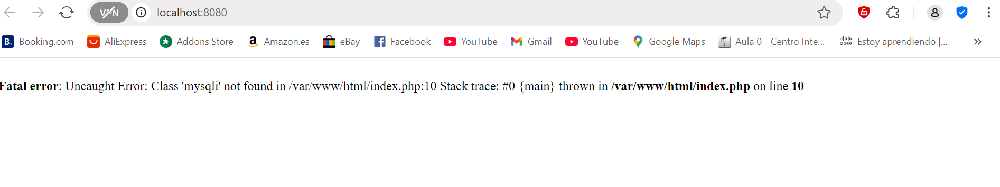 VPN localhost:8080
Booking.com AliExpress Addons Store Amazon.es eBay Facebook YouTube Gmail YouTube Google Maps Aula 0 - Centro Inte... Estoy aprendiendo |...
Fatal error: Uncaught Error: Class 'mysqli' not found in /var/www/html/index.php:10 Stack trace: #0 {main} thrown in /var/www/html/index.php on line 10